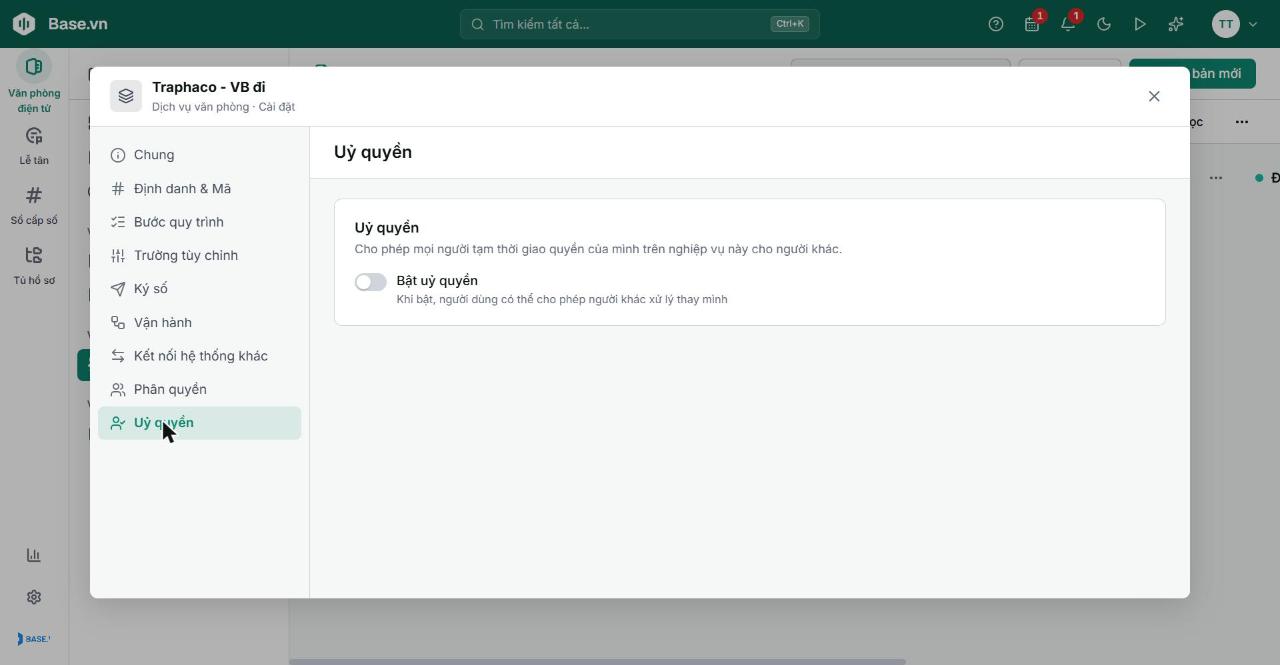 Base.vn
Tìm kiếm tất cả...
Ctrl+K
1
1
TT
Văn phòng
điện tử
Lễ tân
Sổ cấp số
Tủ hồ sơ
BASE.
Traphaco - VB đi
Dịch vụ văn phòng · Cài đặt
bản mới
ọc
Đ
Chung
Định danh & Mã
Bước quy trình
Trường tùy chỉnh
Ký số
Vận hành
Kết nối hệ thống khác
Phân quyền
Uỷ quyền
Uỷ quyền
Uỷ quyền
Cho phép mọi người tạm thời giao quyền của mình trên nghiệp vụ này cho người khác.
Bật uỷ quyền
Khi bật, người dùng có thể cho phép người khác xử lý thay mình